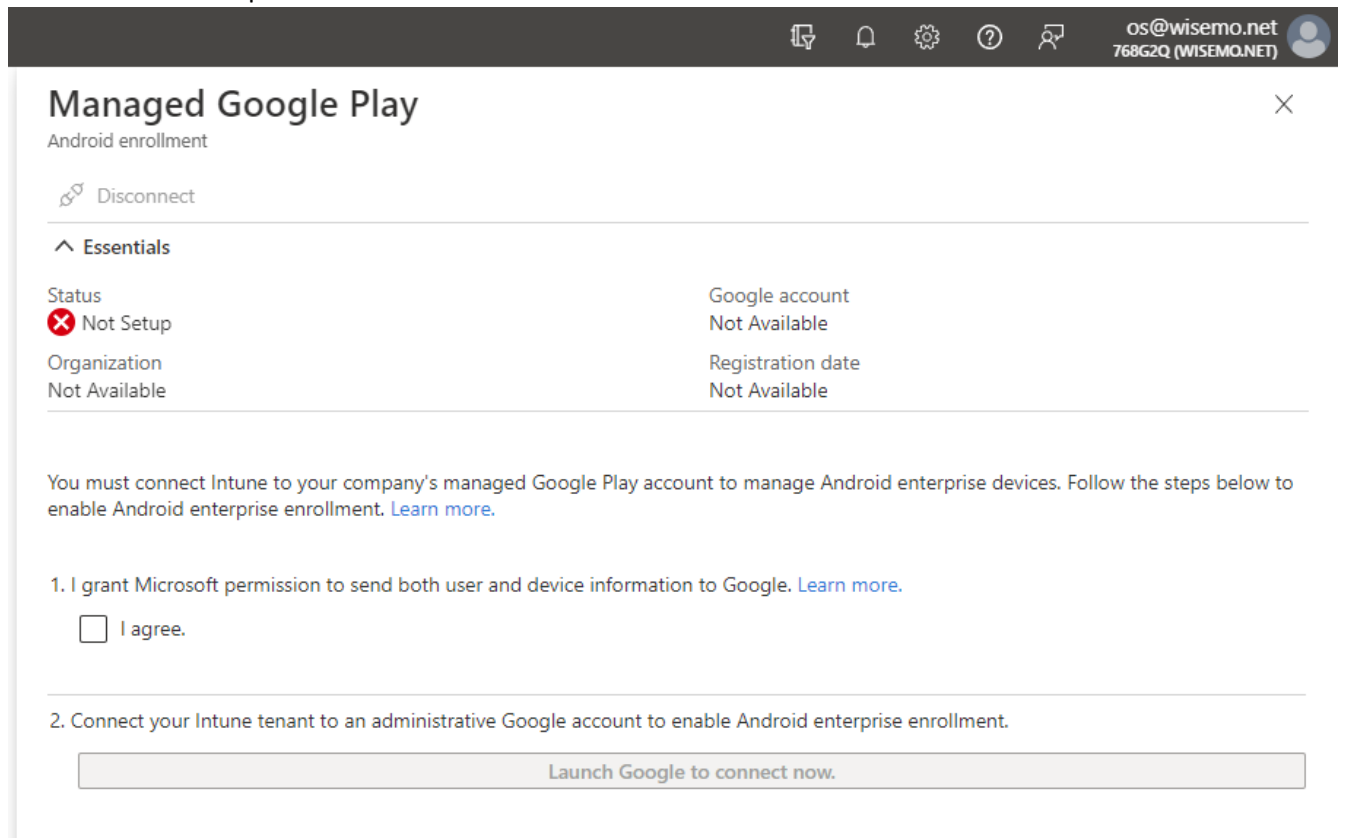 os@wisemo.net
768G2Q (WISEMO.NET)
Managed Google Play
Android enrollment
Disconnect
Essentials
Status
Google account
Not Setup
Not Available
Organization
Registration date
Not Available
Not Available
You must connect Intune to your company's managed Google Play account to manage Android enterprise devices. Follow the steps below to
enable Android enterprise enrollment. Learn more.
1. I grant Microsoft permission to send both user and device information to Google. Learn more.
I agree.
2. Connect your Intune tenant to an administrative Google account to enable Android enterprise enrollment.
Launch Google to connect now.